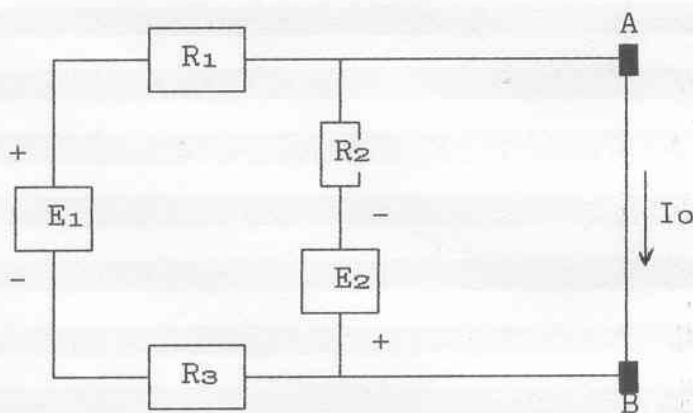 A
R1
+
R2
-
E1
Io
E2
-
+
R3
B